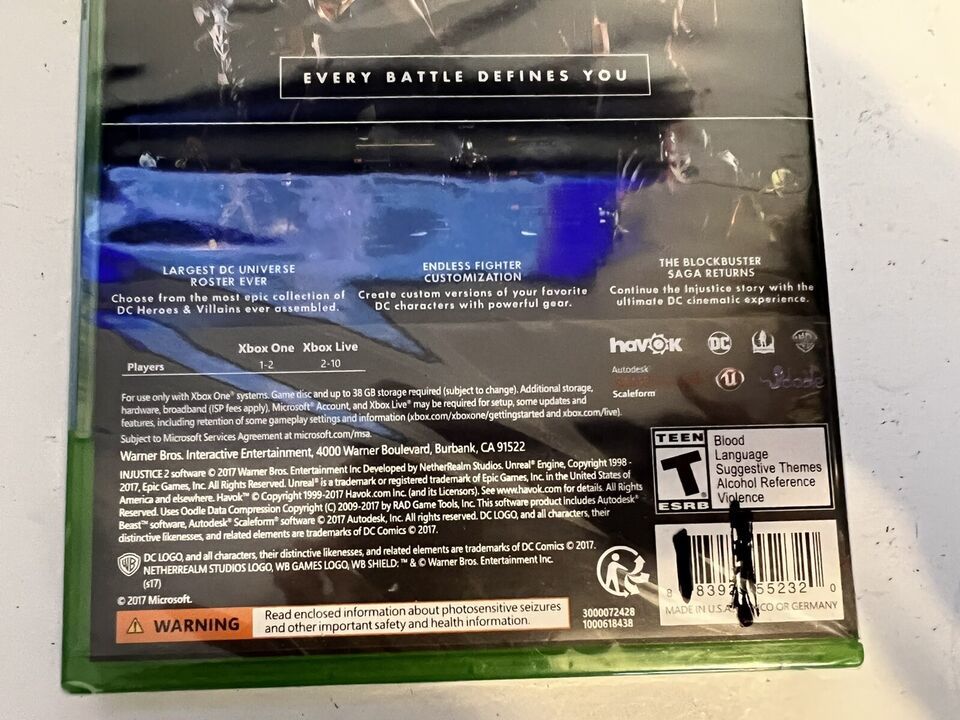 EVERY BATTLE DEFINES YOU
LARGEST DC UNIVERSE
ROSTER EVER
Choose from the most epic collection of
DC Heroes & Villains ever assembled.
ENDLESS FIGHTER
CUSTOMIZATION
Create custom versions of your favorite
DC characters with powerful gear.
THE BLOCKBUSTER
SAGA RETURNS
Continue the Injustice story with the
ultimate DC cinematic experience.
Xbox One Xbox Live
Players 1-2 2-10
havok DC WB
Autodesk
Scaleform
For use only with Xbox One® systems. Game disc and up to 38 GB storage required (subject to change). Additional storage,
hardware, broadband (ISP fees apply), Microsoft® Account, and Xbox Live® may be required for setup, some updates and
features, including retention of some gameplay settings and information (xbox.com/xboxone/gettingstarted and xbox.com/live).
Subject to Microsoft Services Agreement at microsoft.com/msa.
Warner Bros. Interactive Entertainment, 4000 Warner Boulevard, Burbank, CA 91522
INJUSTICE 2 software © 2017 Warner Bros. Entertainment Inc Developed by NetherRealm Studios. Unreal® Engine, Copyright 1998 -
2017, Epic Games, Inc. All Rights Reserved. Unreal® is a trademark or registered trademark of Epic Games, Inc. in the United States of
America and elsewhere. Havok™ © Copyright 1999-2017 Havok.com Inc. (and its Licensors). See www.havok.com for details. All Rights
Reserved. Uses Oodle Data Compression Copyright (C) 2009-2017 by RAD Game Tools, Inc. This software product includes Autodesk®
Beast™ software, Autodesk® Scaleform® software © 2017 Autodesk, Inc. All rights reserved. DC LOGO, and all characters, their
distinctive likenesses, and related elements are trademarks of DC Comics © 2017.
WB DC LOGO, and all characters, their distinctive likenesses, and related elements are trademarks of DC Comics © 2017.
NETHERREALM STUDIOS LOGO, WB GAMES LOGO, WB SHIELD: ™ & © Warner Bros. Entertainment Inc.
(s17)
© 2017 Microsoft.
WARNING
Read enclosed information about photosensitive seizures
and other important safety and health information.
3000072428
1000618438
TEEN
T
ESRB
Blood
Language
Suggestive Themes
Alcohol Reference
Violence
8 8392 55232 0
MADE IN U.S.A. OR GERMANY